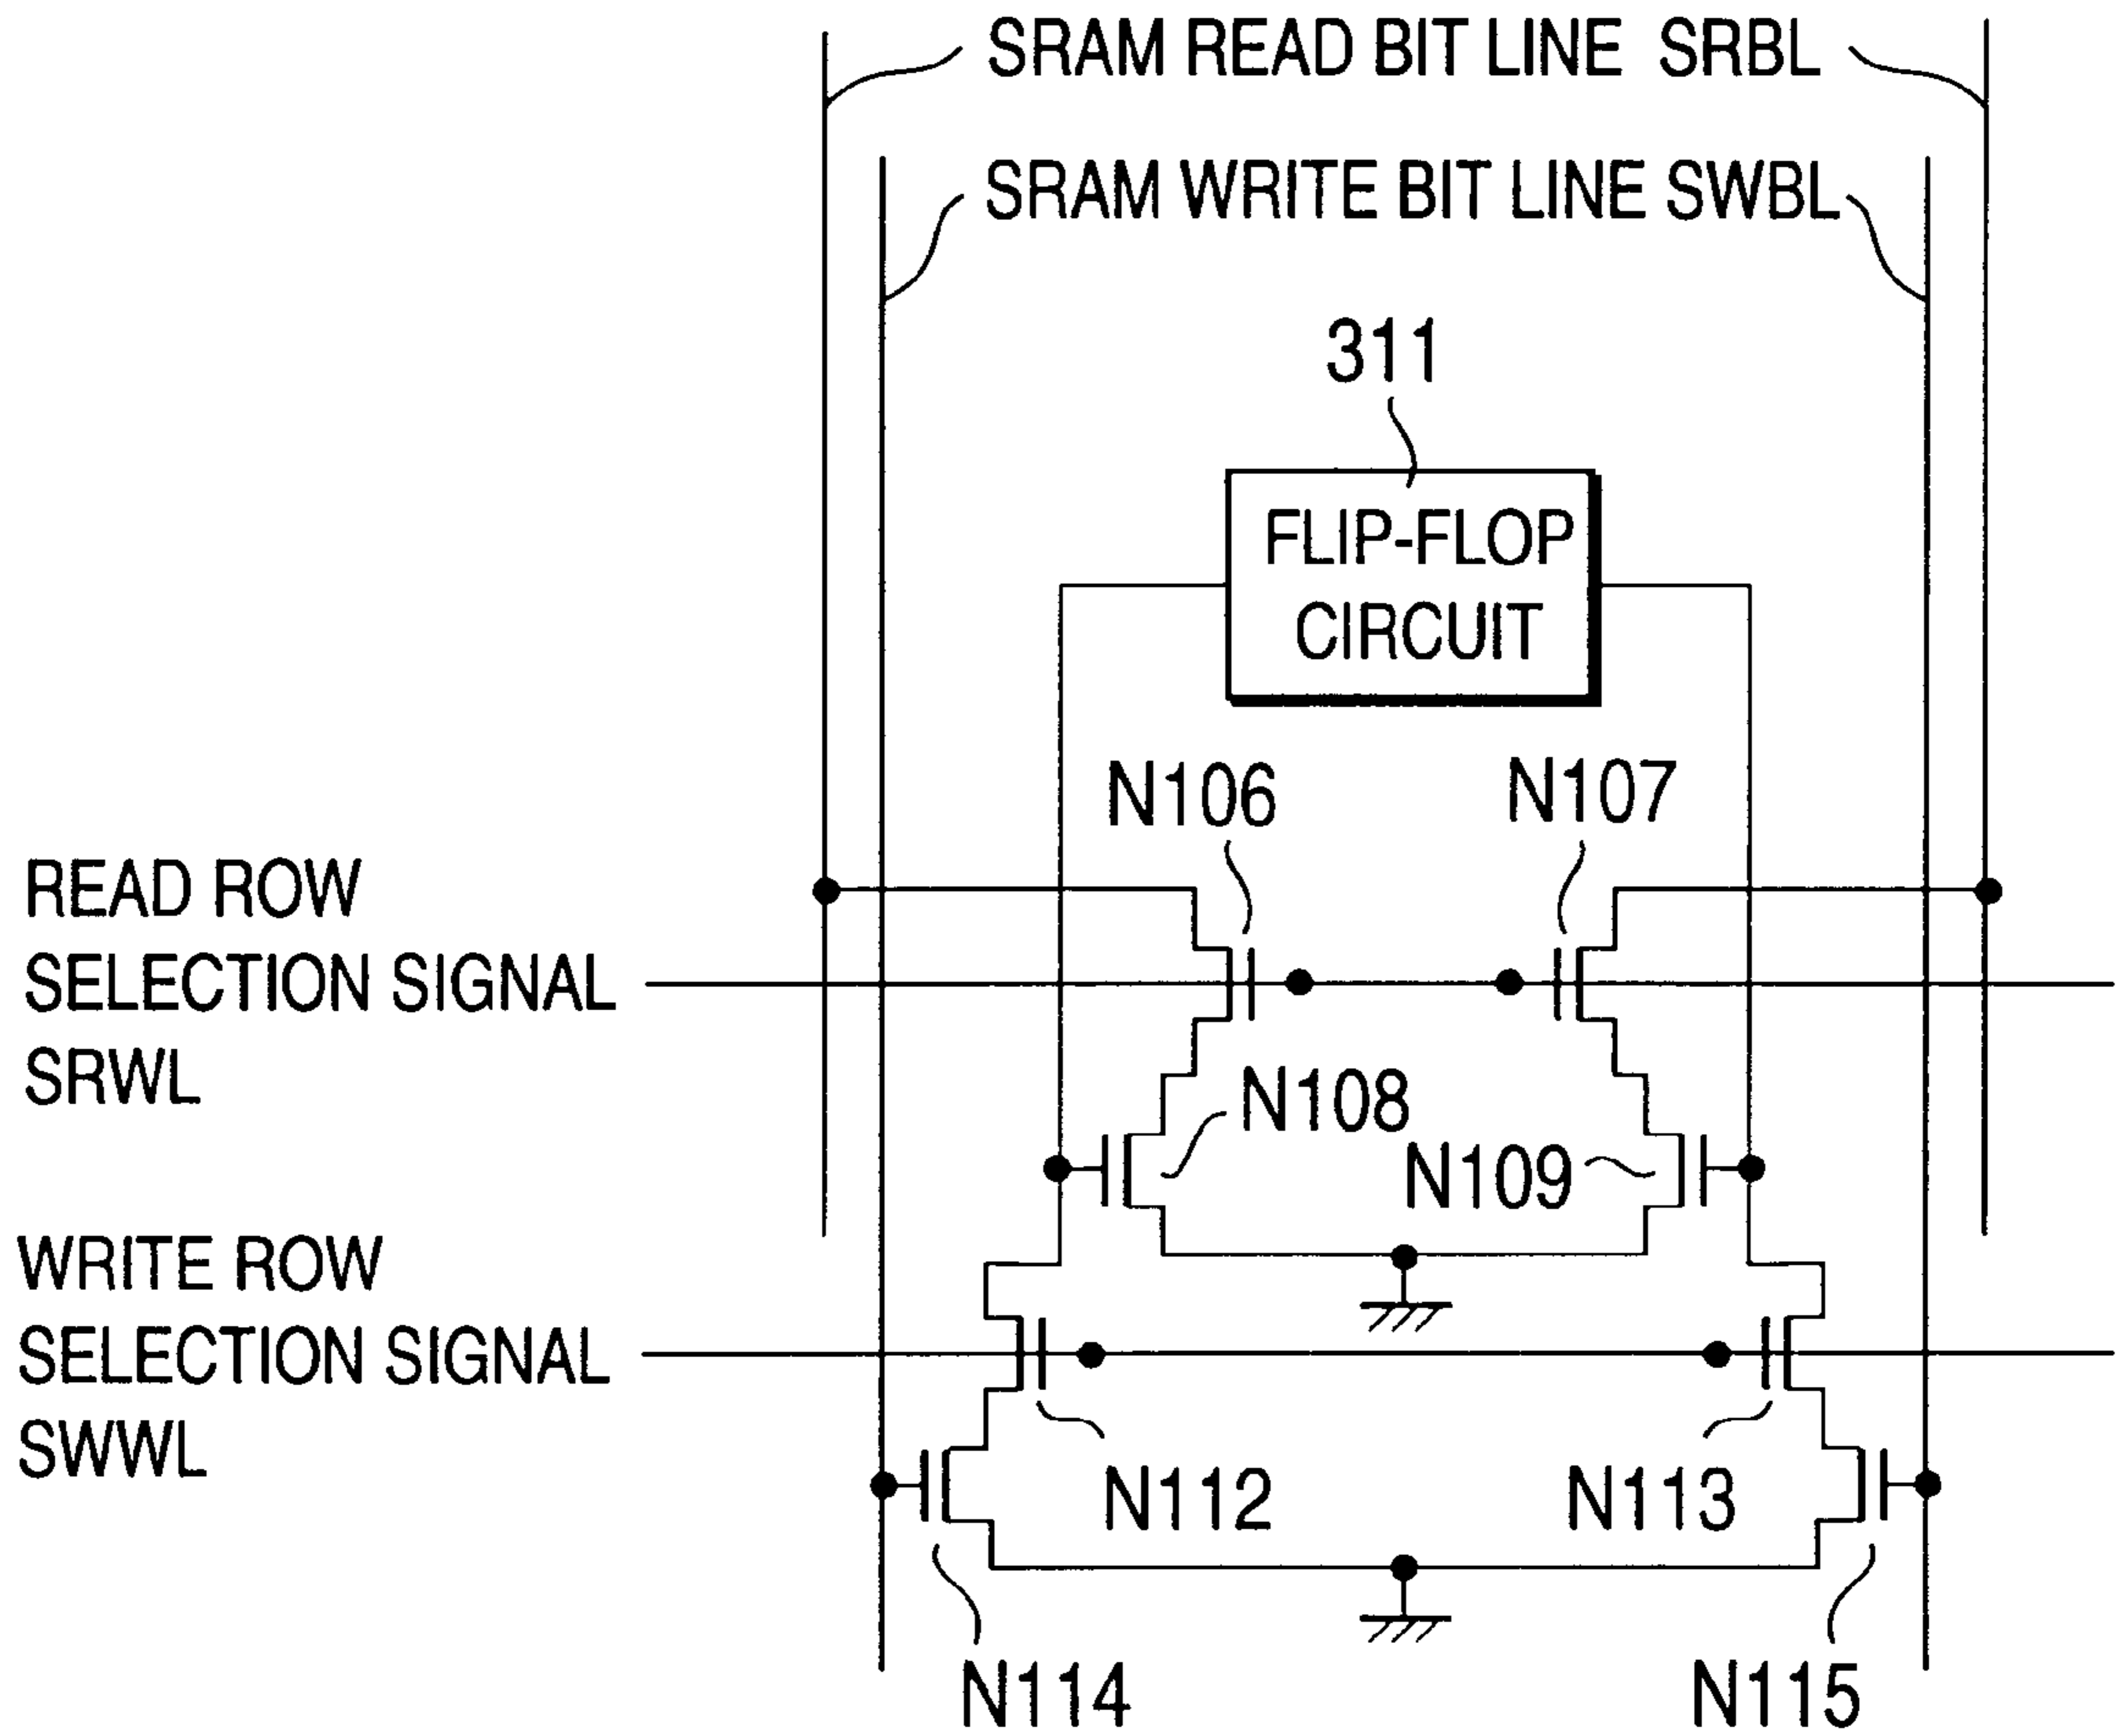 SRAM READ BIT LINE SRBL
SRAM WRITE BIT LINE SWBL
311
FLIP-FLOP
CIRCUIT
N106
N107
READ ROW
SELECTION SIGNAL
SRWL
N108
N109
WRITE ROW
SELECTION SIGNAL
SWWL
N112
N113
N114
N115